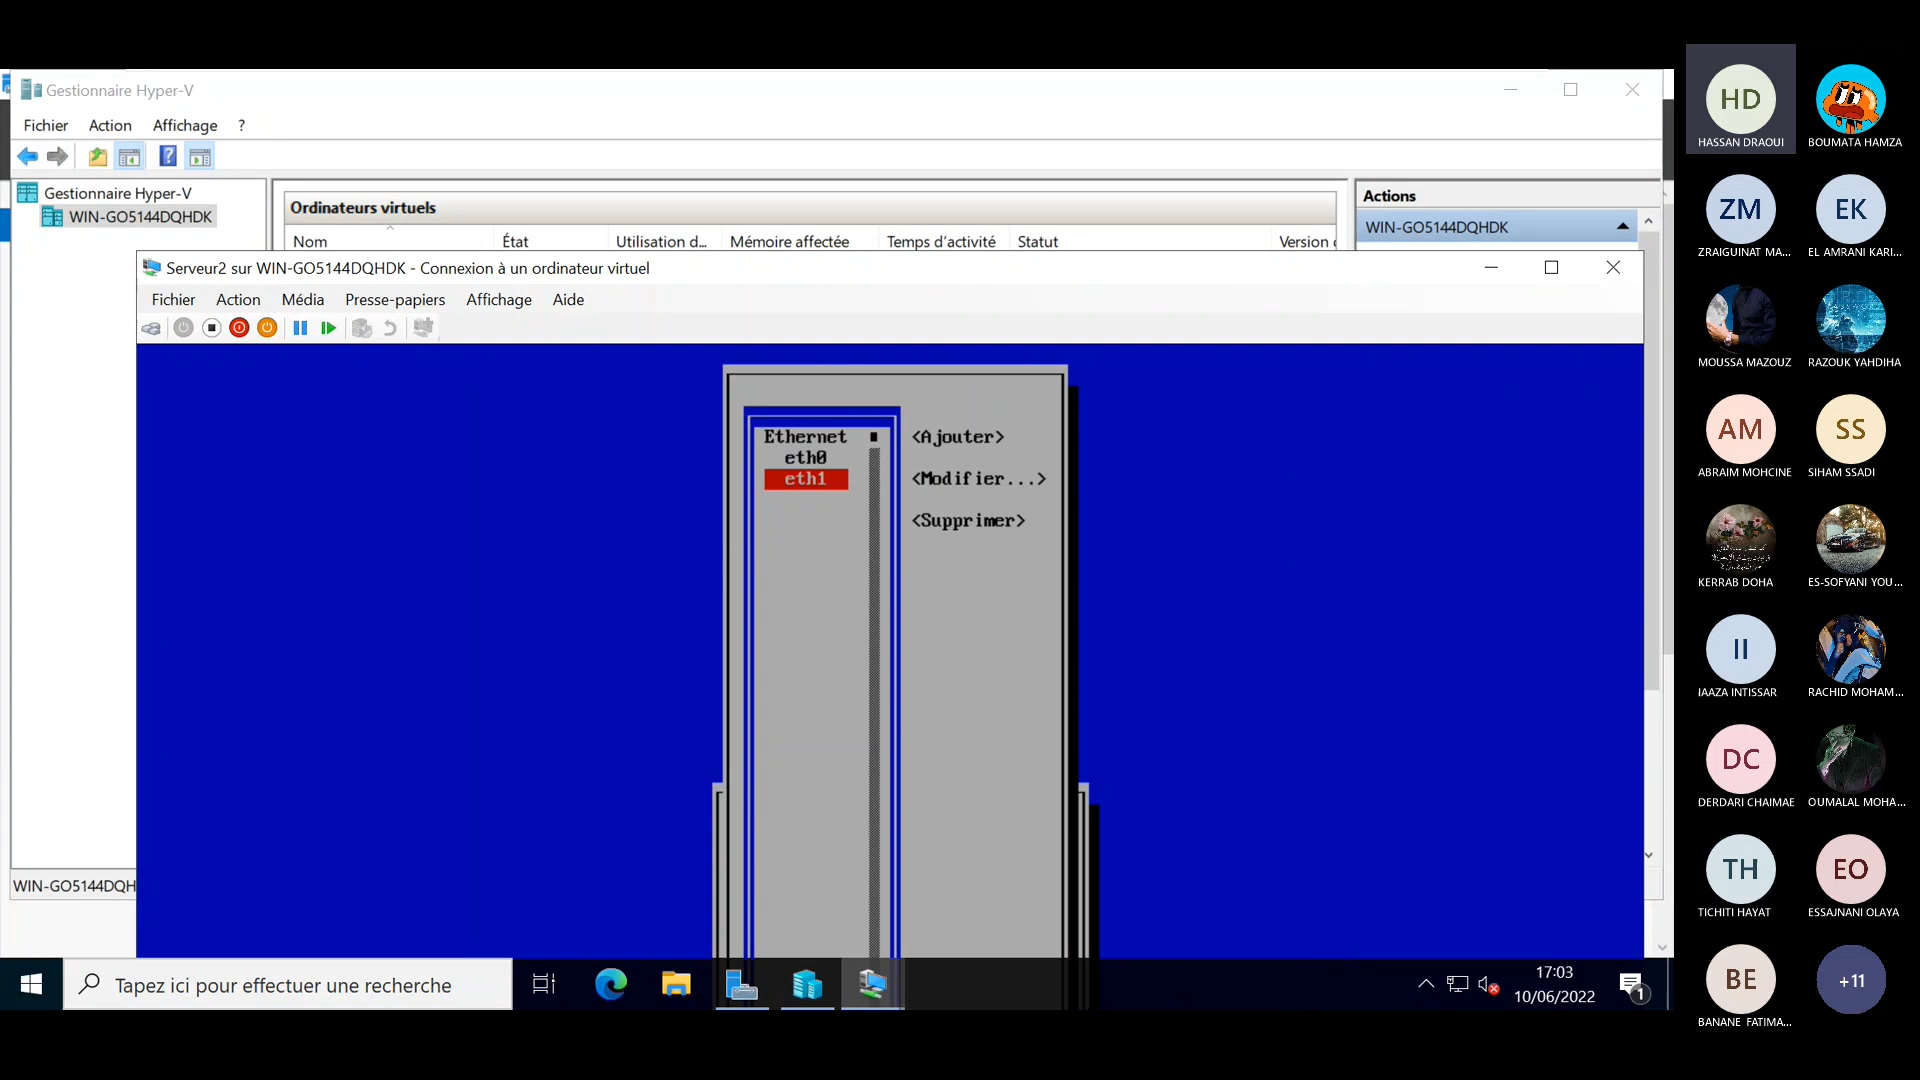 Gestionnaire Hyper-V
Fichier Action Affichage ?
Gestionnaire Hyper-V
WIN-GO5144DQHDK
Ordinateurs virtuels
Nom État Utilisation d... Mémoire affectée Temps d'activité Statut Version
Actions
WIN-GO5144DQHDK
Serveur2 sur WIN-GO5144DQHDK - Connexion à un ordinateur virtuel
Fichier Action Média Presse-papiers Affichage Aide
Ethernet
eth0
eth1
<Ajouter>
<Modifier...>
<Supprimer>
WIN-GO5144DQH
Tapez ici pour effectuer une recherche
17:03
10/06/2022
1
HD
HASSAN DRAOUI
BOUMATA HAMZA
ZM
ZRAIGUINAT MA...
EK
EL AMRANI KARI...
MOUSSA MAZOUZ
RAZOUK YAHDIHA
AM
ABRAIM MOHCINE
SS
SIHAM SSADI
KERRAB DOHA
ES-SOFYANI YOU...
II
IAAZA INTISSAR
RACHID MOHAM...
DC
DERDARI CHAIMAE
OUMALAL MOHA...
TH
TICHITI HAYAT
EO
ESSAJNANI OLAYA
BE
BANANE FATIMA...
+11